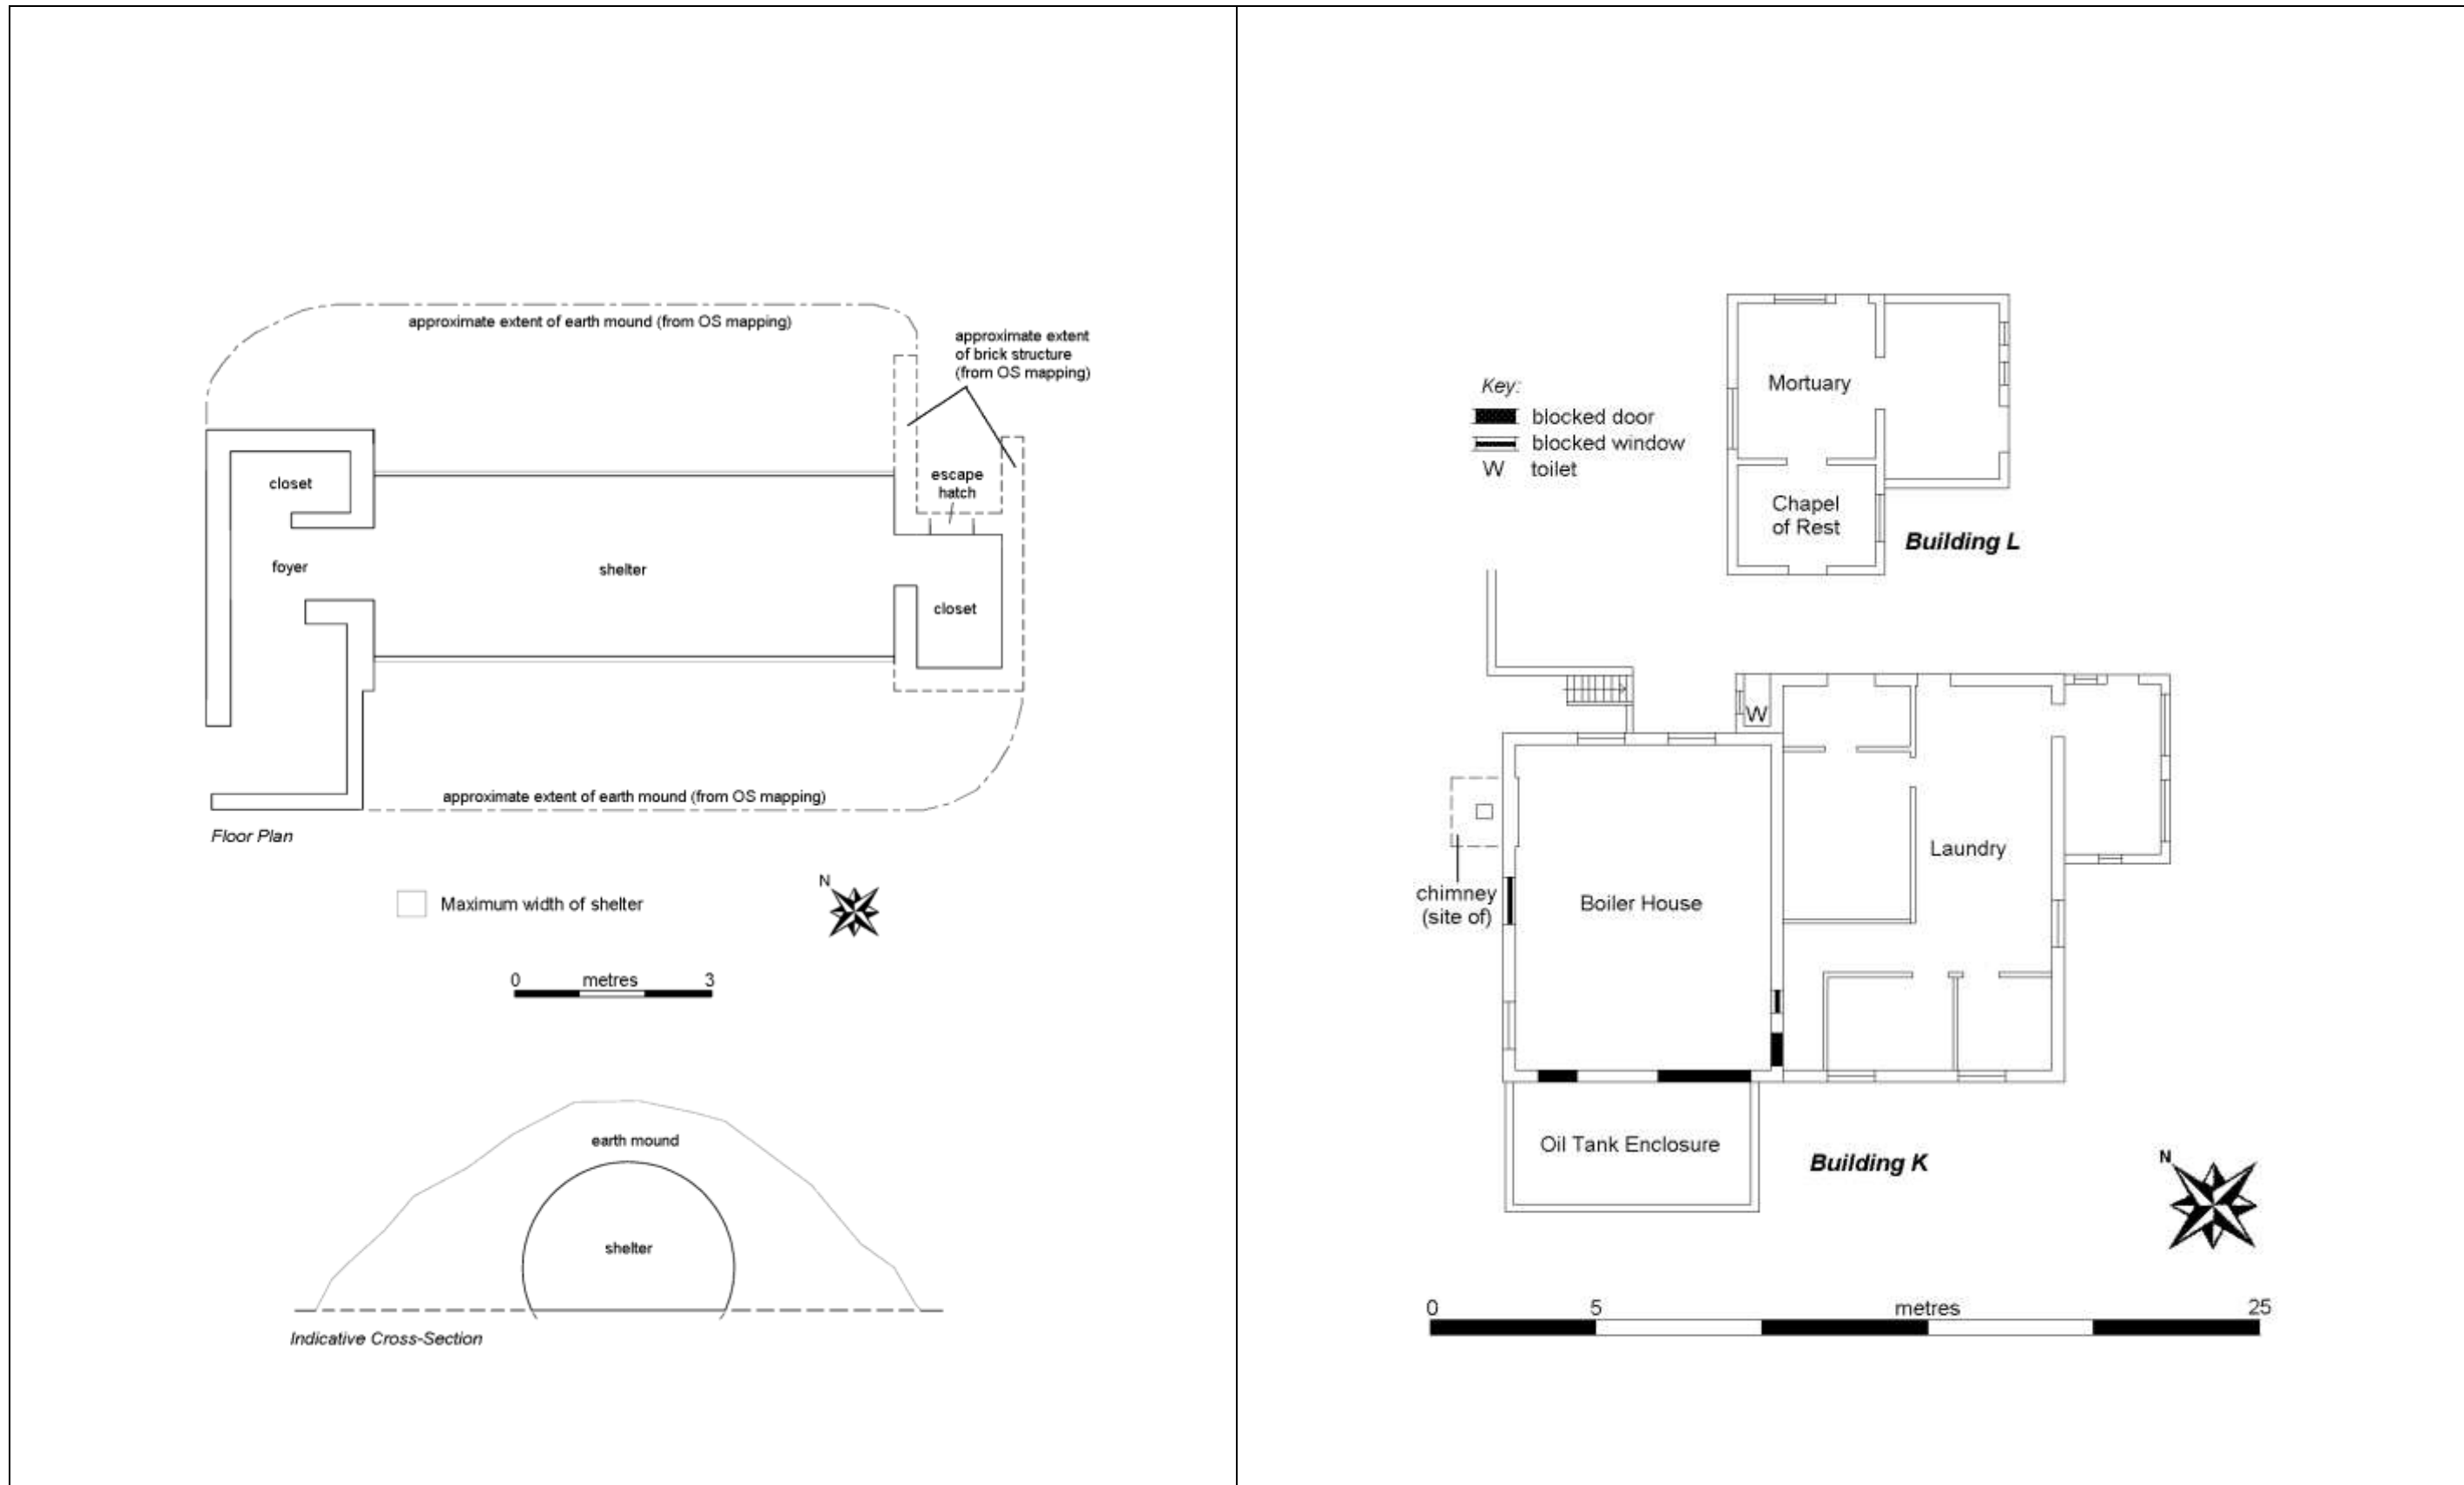 approximate extent of earth mound (from OS mapping)
approximate extent
of brick structure
(from OS mapping)
closet
escape
hatch
foyer
shelter
closet
approximate extent of earth mound (from OS mapping)
Floor Plan
Maximum width of shelter
N
0 metres 3
earth mound
shelter
Indicative Cross-Section
Key:
blocked door
blocked window
W toilet
Mortuary
Chapel
of Rest
Building L
W
Laundry
chimney
(site of)
Boiler House
Oil Tank Enclosure
Building K
N
0 5 metres 25